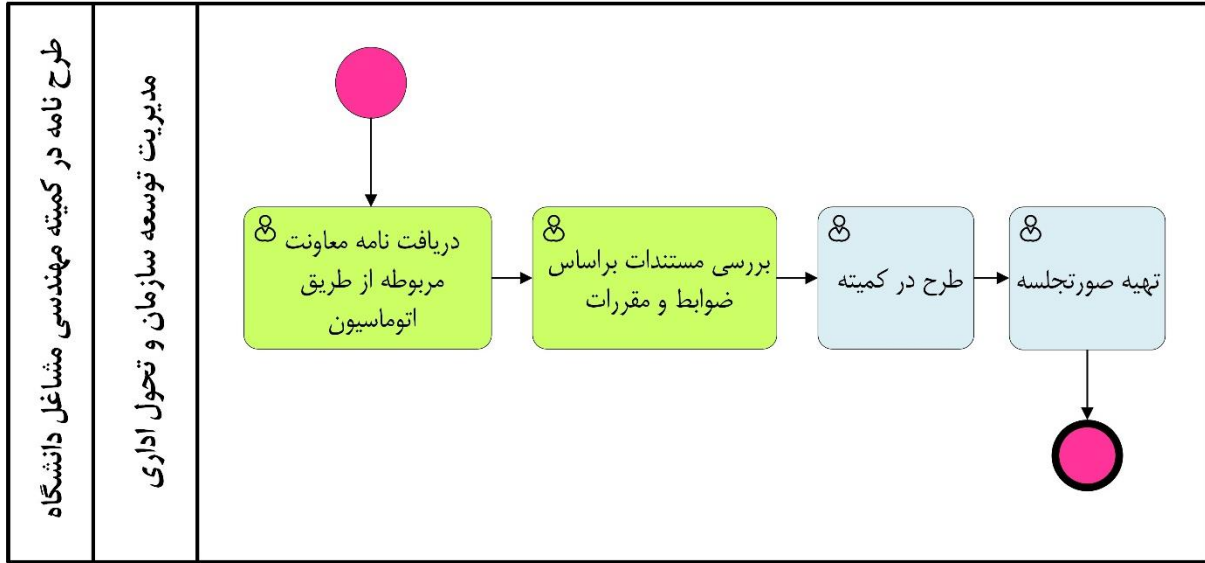 طرح نامه در کمیته مهندسی مشاغل دانشگاه
مدیریت توسعه سازمان و تحول اداری
دریافت نامه معاونت
مربوطه از طریق
اتوماسیون
بررسی مستندات براساس
ضوابط و مقررات
طرح در کمیته
تهیه صورتجلسه